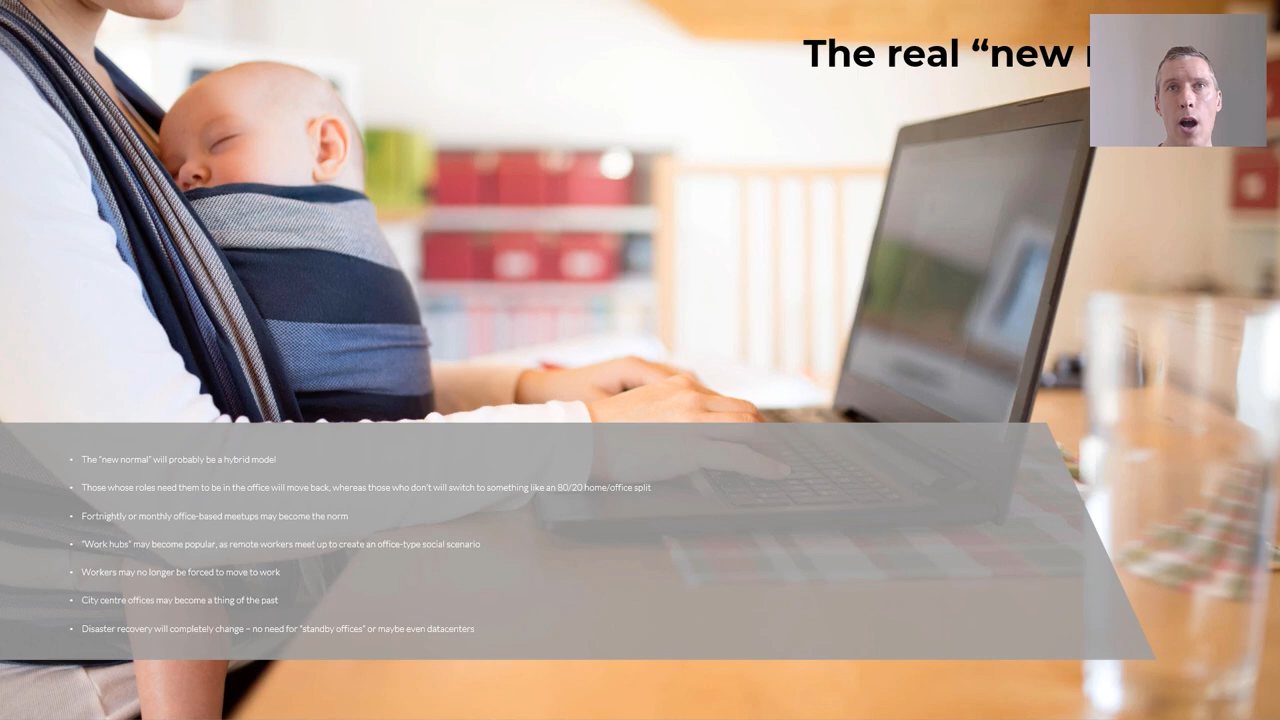 The real “new
• The “new normal” will probably be a hybrid model
• Those whose roles need them to be in the office will move back, whereas those who don’t will switch to something like an 80/20 home/office split
• Fortnightly or monthly office-based meetups may become the norm
• “Work hubs” may become popular, as remote workers meet up to create an office-type social scenario
• Workers may no longer be forced to move to work
• City centre offices may become a thing of the past
• Disaster recovery will completely change – no need for “standby offices” or maybe even datacenters